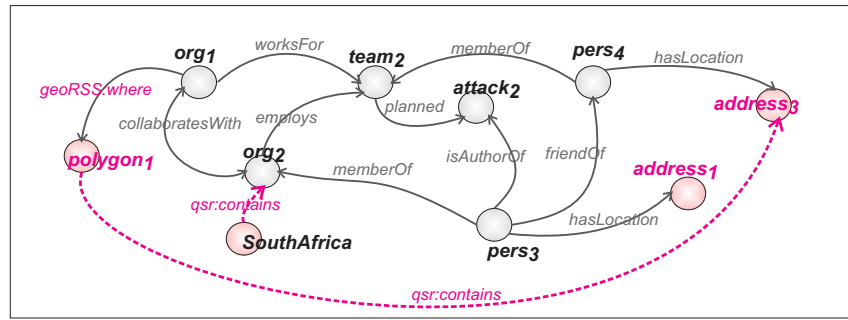 org1
worksFor
team2
memberOf
pers4
hasLocation
geoRSS:where
attack2
address3
planned
collaboratesWith
employs
polygon1
org2
memberOf
isAuthorOf
friendOf
address1
qsr:contains
hasLocation
SouthAfrica
pers3
qsr:contains